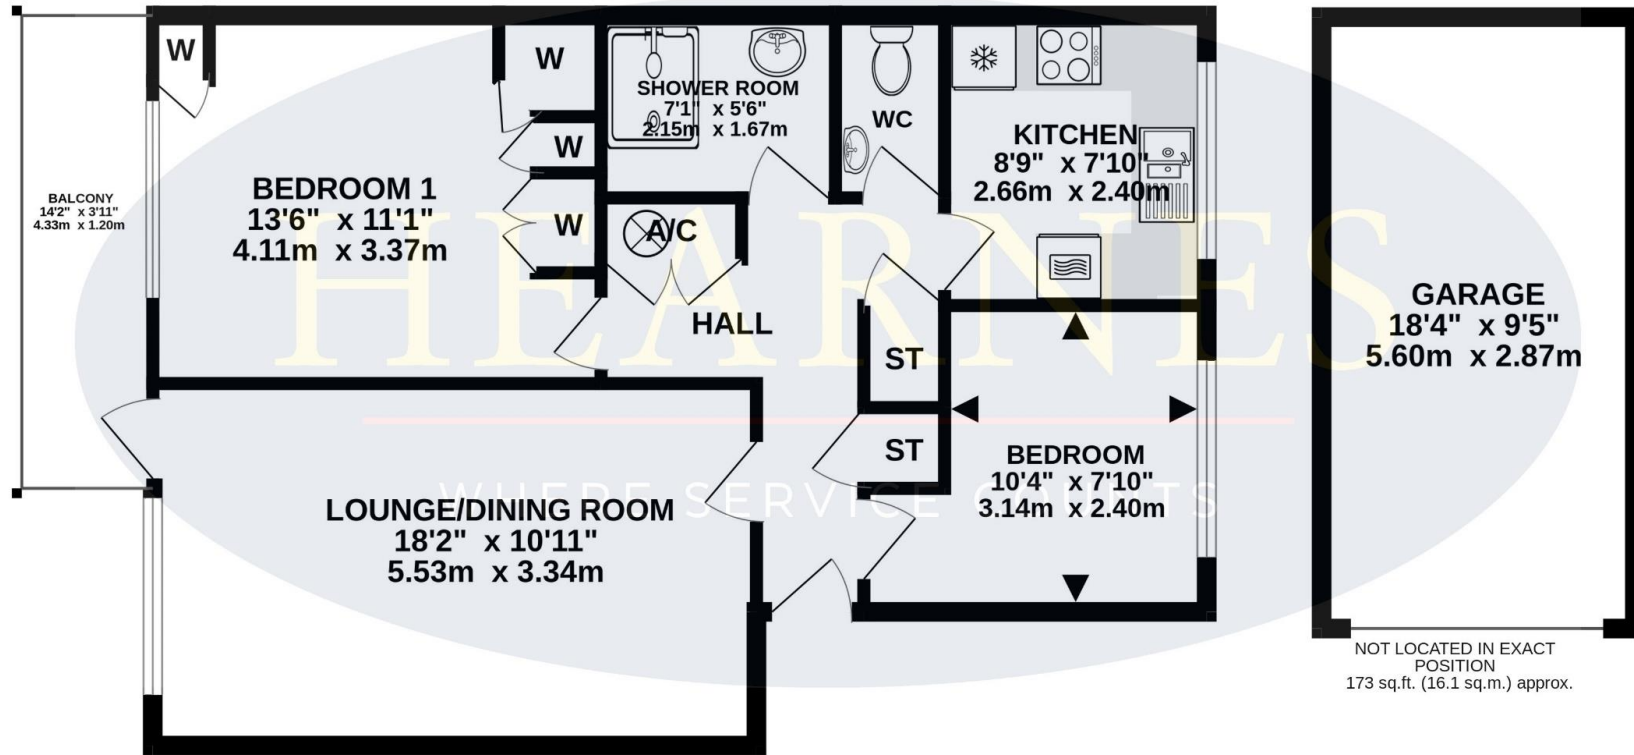 W
W
W
W
BALCONY
14'2" x 3'11"
4.33m x 1.20m
BEDROOM 1
13'6" x 11'1"
4.11m x 3.37m
SHOWER ROOM
7'1" x 5'6"
2.15m x 1.67m
WC
KITCHEN
8'9" x 7'10"
2.66m x 2.40m
A/C
HALL
ST
ST
BEDROOM
10'4" x 7'10"
3.14m x 2.40m
LOUNGE/DINING ROOM
18'2" x 10'11"
5.53m x 3.34m
GARAGE
18'4" x 9'5"
5.60m x 2.87m
NOT LOCATED IN EXACT
POSITION
173 sq.ft. (16.1 sq.m.) approx.
HEARNES
WHERE SERVICE COUNTS